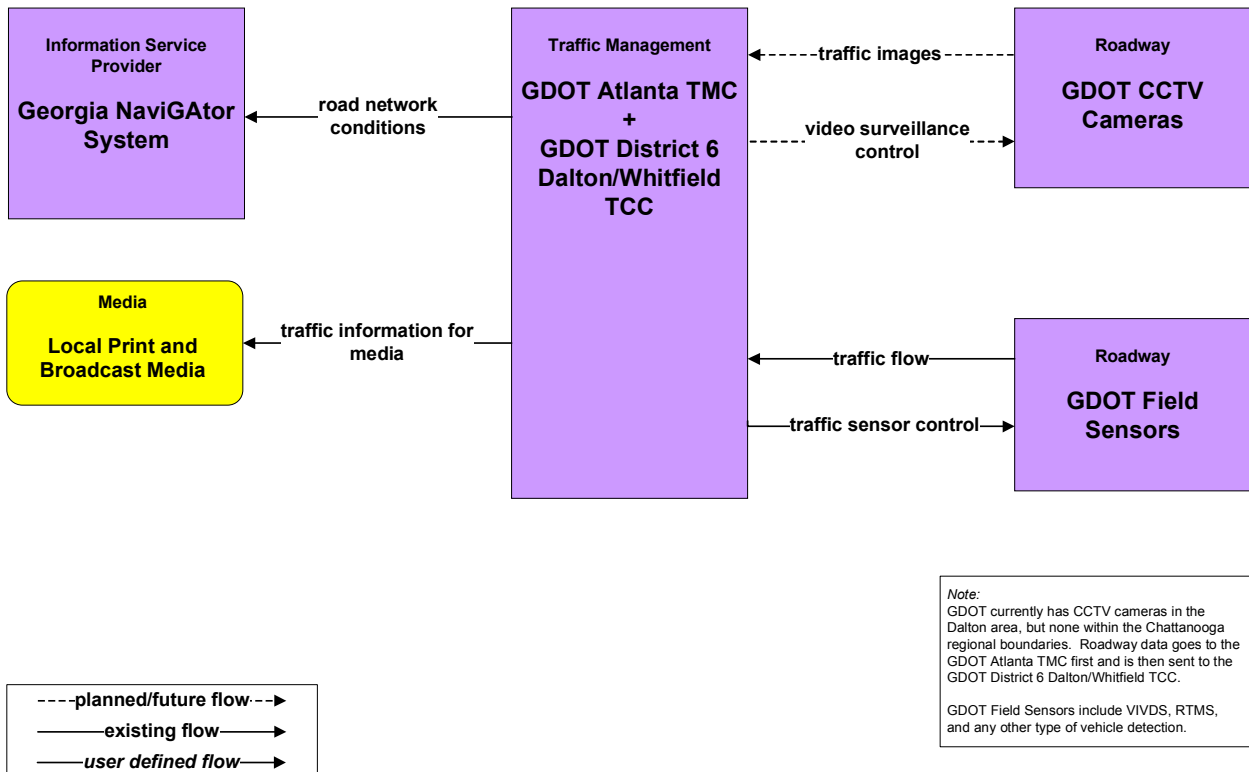 Information Service
Provider
Georgia NaviGAtor
System
road network
conditions
Traffic Management
GDOT Atlanta TMC
+
GDOT District 6
Dalton/Whitfield
TCC
traffic images
video surveillance
control
Roadway
GDOT CCTV
Cameras
Media
Local Print and
Broadcast Media
traffic information for
media
traffic flow
traffic sensor control
Roadway
GDOT Field
Sensors
Note:
GDOT currently has CCTV cameras in the
Dalton area, but none within the Chattanooga
regional boundaries. Roadway data goes to the
GDOT Atlanta TMC first and is then sent to the
GDOT District 6 Dalton/Whitfield TCC.
GDOT Field Sensors include VIVDS, RTMS,
and any other type of vehicle detection.
planned/future flow
existing flow
user defined flow